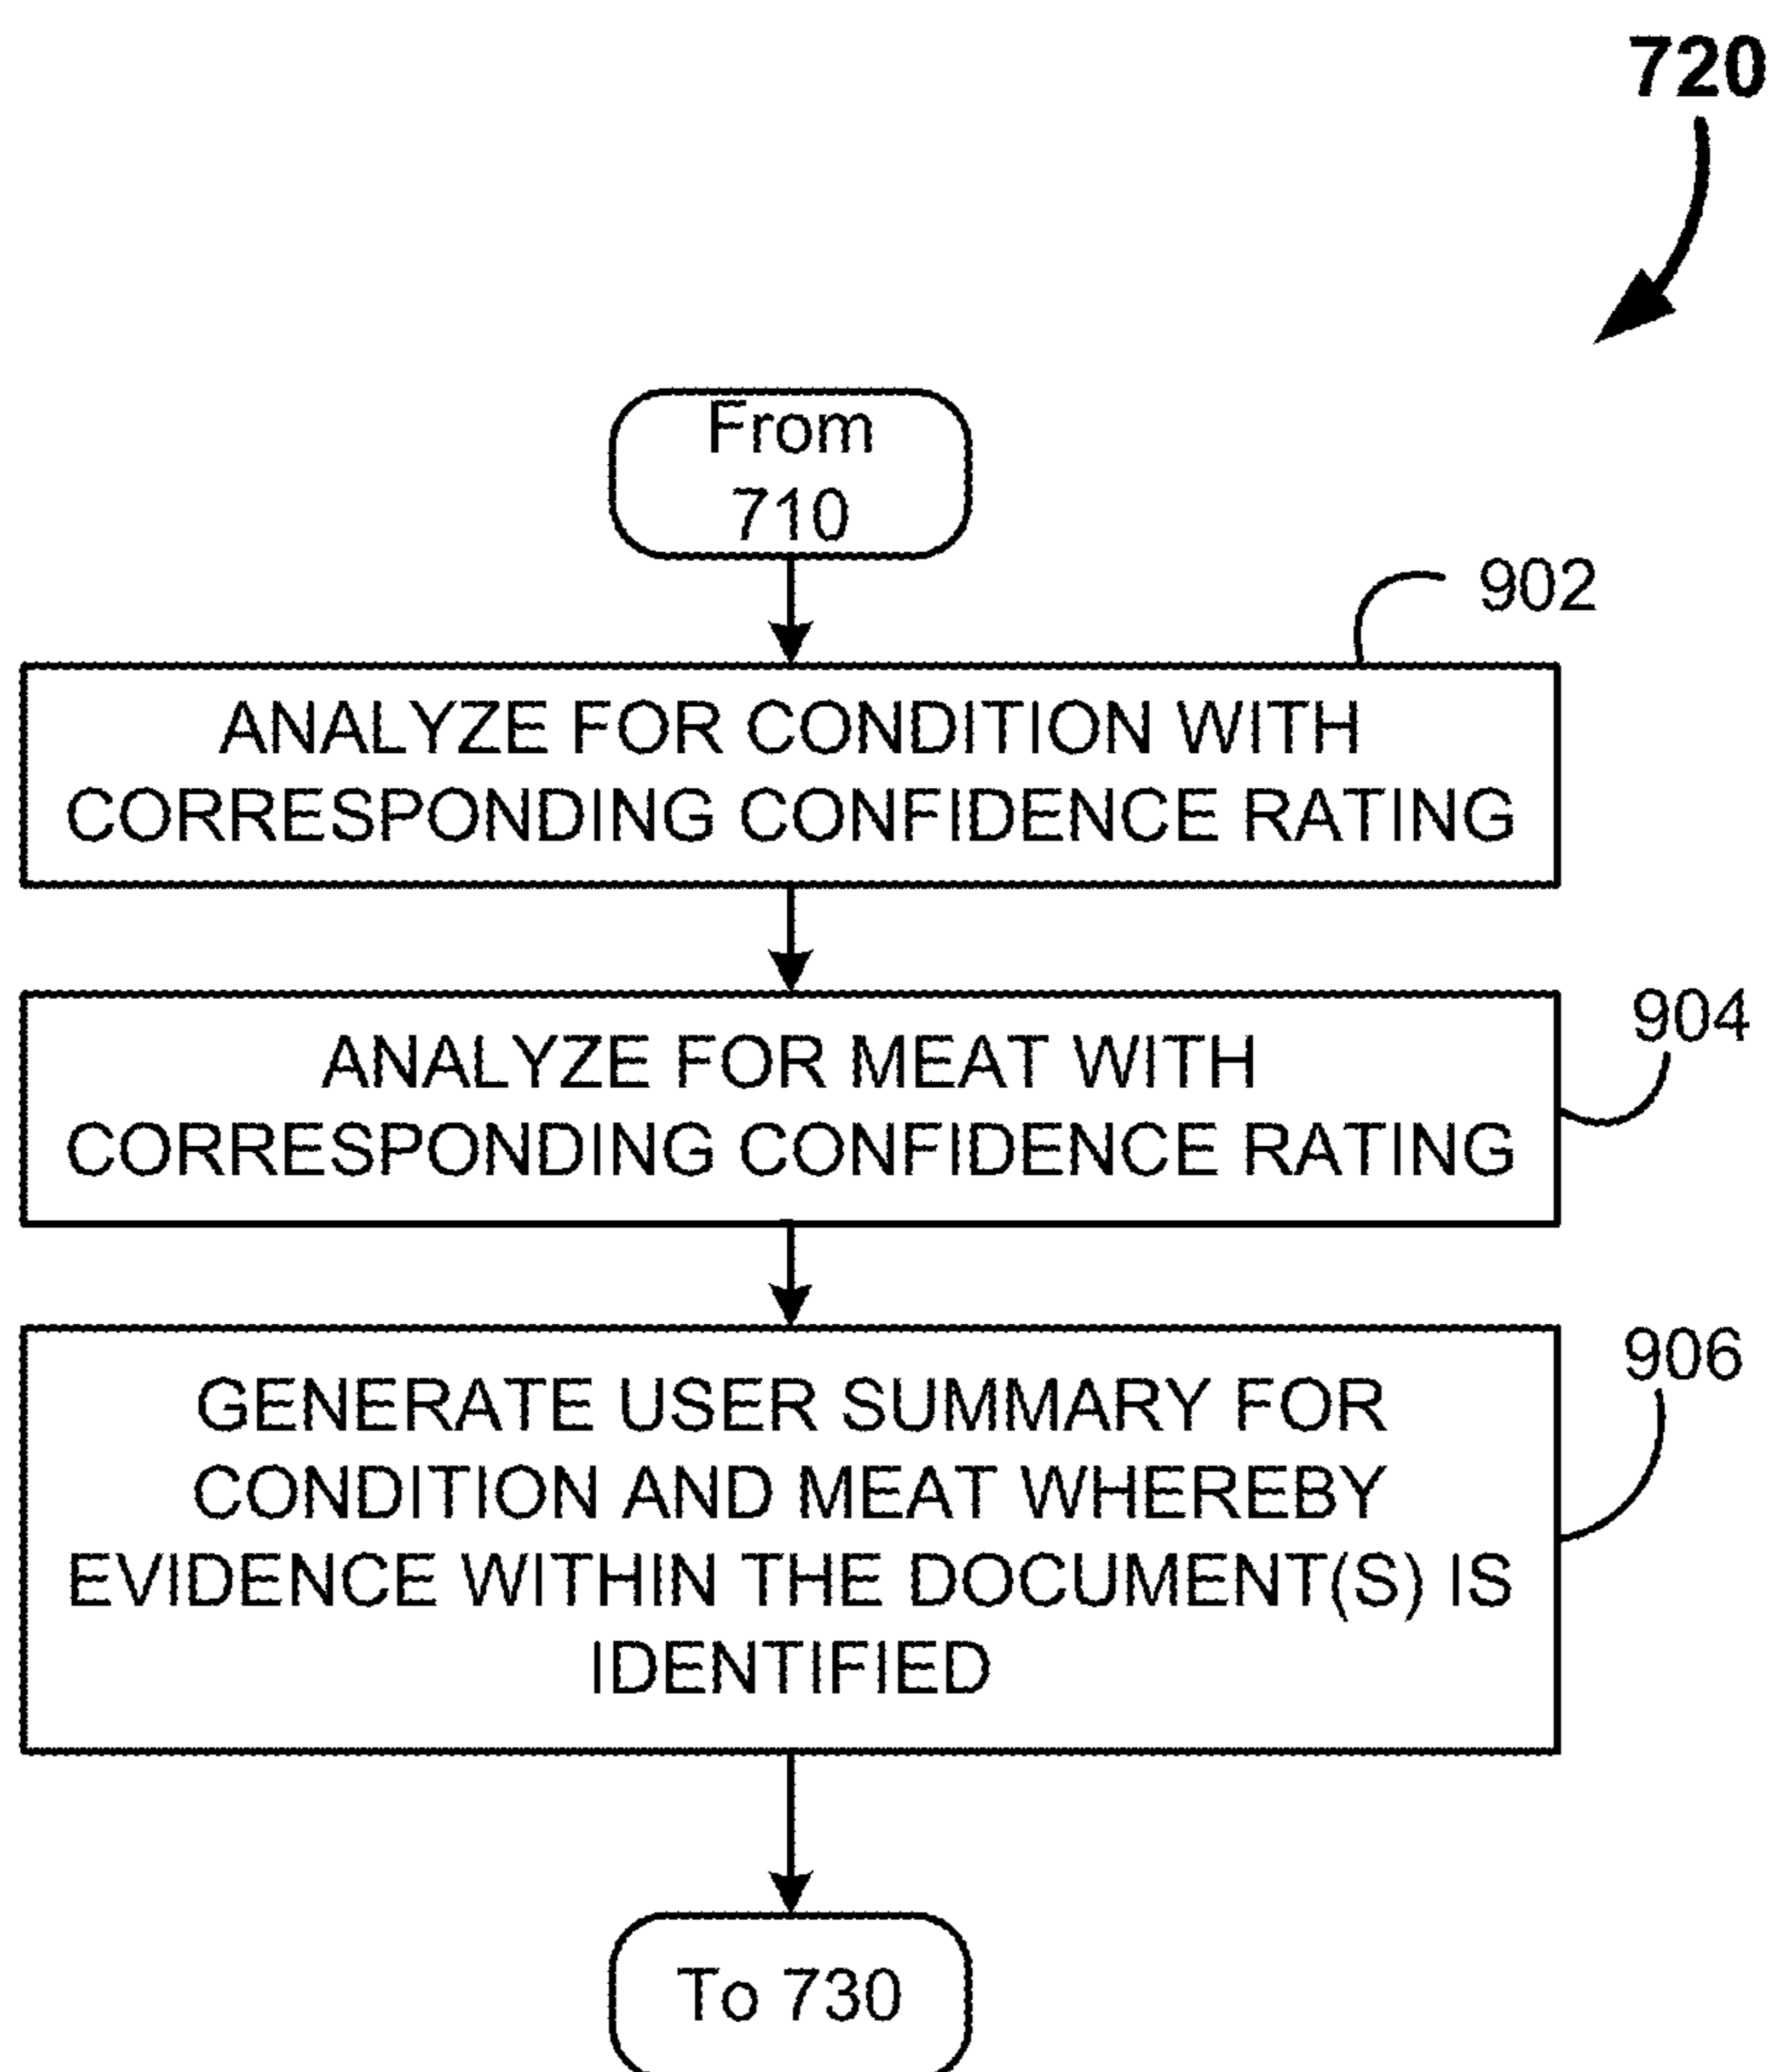 720
From
710
902
ANALYZE FOR CONDITION WITH
CORRESPONDING CONFIDENCE RATING
904
ANALYZE FOR MEAT WITH
CORRESPONDING CONFIDENCE RATING
906
GENERATE USER SUMMARY FOR
CONDITION AND MEAT WHEREBY
EVIDENCE WITHIN THE DOCUMENT(S) IS
IDENTIFIED
To 730